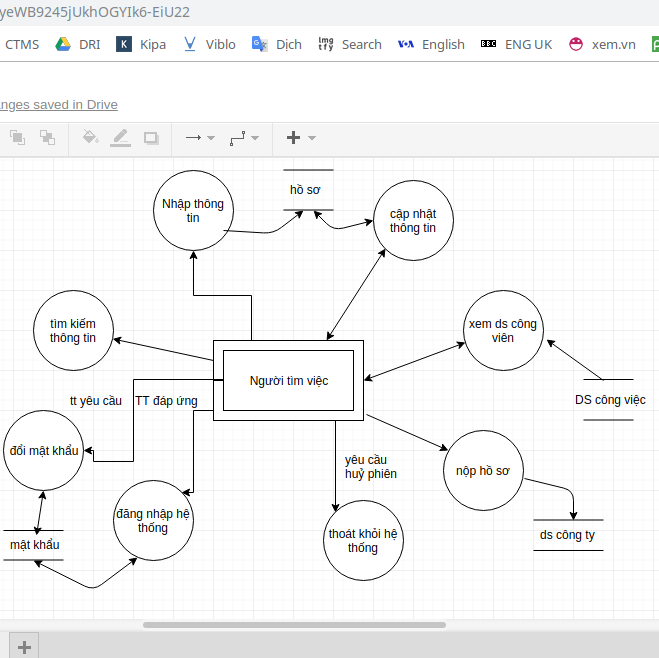 yeWB9245jUkhOGYIk6-EiU22
CTMS DRI Kipa Viblo Dịch Search English ENG UK xem.vn
nges saved in Drive
hồ sơ
Nhập thông
tin
cập nhật
thông tin
tìm kiếm
thông tin
xem ds công
viên
Người tìm việc
tt yêu cầu
TT đáp ứng
DS công việc
đổi mật khẩu
yêu cầu
huỷ phiên
nộp hồ sơ
đăng nhập hệ
thống
mật khẩu
thoát khỏi hệ
thống
ds công ty